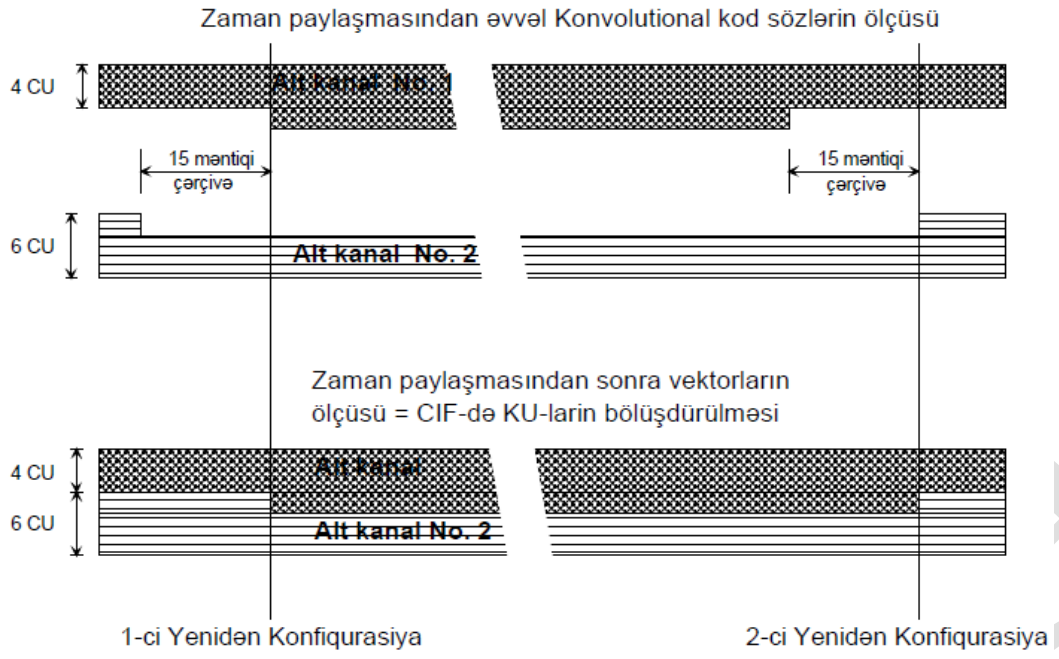 Zaman paylaşmasından əvvəl Konvolutional kod sözlərin ölçüsü
4 CU
Alt kanal No. 1
15 məntiqi
çərçivə
15 məntiqi
çərçivə
6 CU
Alt kanal No. 2
Zaman paylaşmasından sonra vektorların
ölçüsü = CIF-də KU-larin bölüşdürülməsi
4 CU
Alt kanal
6 CU
Alt kanal No. 2
1-ci Yenidən Konfiqurasiya
2-ci Yenidən Konfiqurasiya